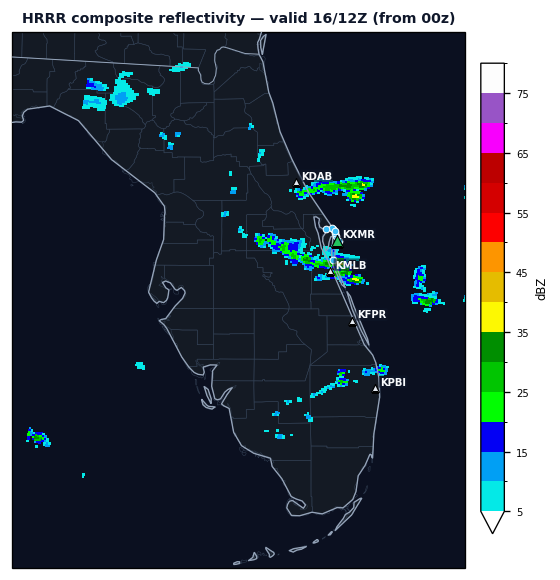 HRRR composite reflectivity — valid 16/12Z (from 00z)
KDAB
KXMR
KMLB
KFPR
KPBI
75
65
55
45
35
25
15
5
dBZ